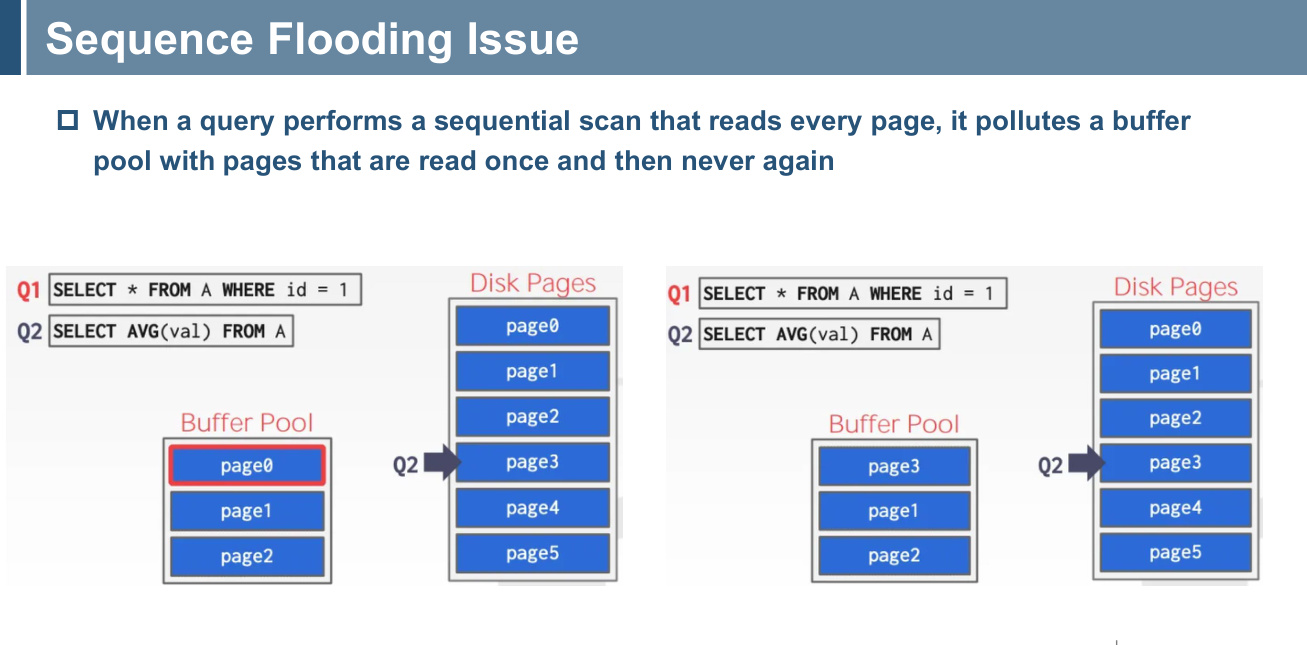 Sequence Flooding Issue
When a query performs a sequential scan that reads every page, it pollutes a buffer
pool with pages that are read once and then never again
Q1 SELECT * FROM A WHERE id = 1
Q2 SELECT AVG(val) FROM A
Disk Pages
page0
page1
page2
Q2 page3
page4
page5
Buffer Pool
page0
page1
page2
Q1 SELECT * FROM A WHERE id = 1
Q2 SELECT AVG(val) FROM A
Disk Pages
page0
page1
page2
Q2 page3
page4
page5
Buffer Pool
page3
page1
page2